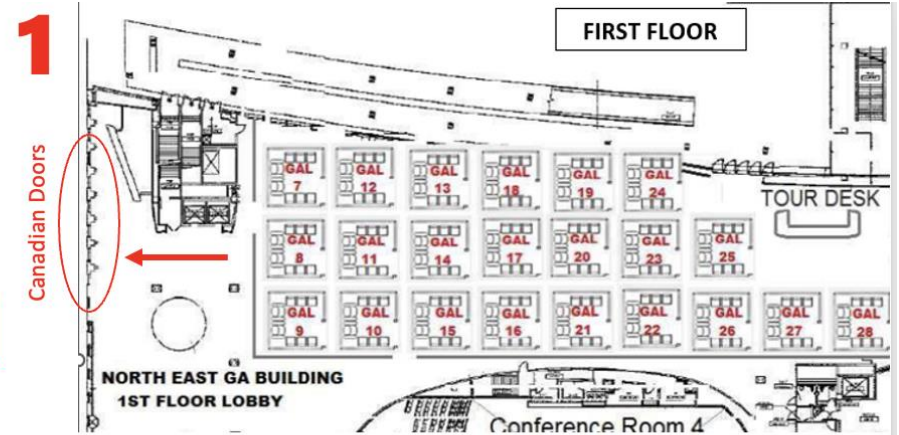 1
FIRST FLOOR
Canadian Doors
GAL 7
GAL 12
GAL 13
GAL 18
GAL 19
GAL 24
TOUR DESK
GAL 8
GAL 11
GAL 14
GAL 17
GAL 20
GAL 23
GAL 25
GAL 9
GAL 10
GAL 15
GAL 16
GAL 21
GAL 22
GAL 26
GAL 27
GAL 28
NORTH EAST GA BUILDING
1ST FLOOR LOBBY
Conference Room 4